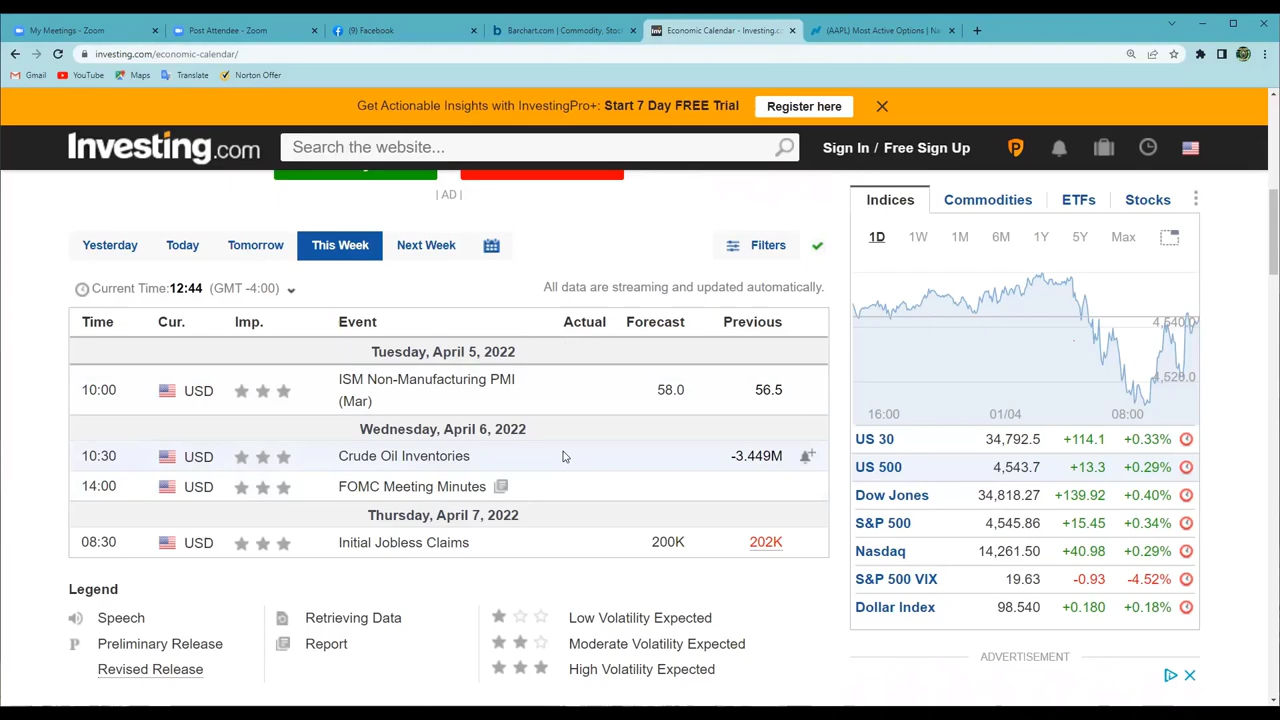 My Meetings - Zoom
Post Attendee - Zoom
(9) Facebook
Barchart.com | Commodity, Stoc
Economic Calendar - Investing.co
(AAPL) Most Active Options | Na
investing.com/economic-calendar/
Gmail
YouTube
Maps
Translate
Norton Offer
Get Actionable Insights with InvestingPro+: Start 7 Day FREE Trial
Register here
Investing.com
Search the website...
Sign In / Free Sign Up
| AD |
Yesterday
Today
Tomorrow
This Week
Next Week
Filters
Current Time: 12:44 (GMT -4:00)
All data are streaming and updated automatically.
Time Cur. Imp. Event Actual Forecast Previous
Tuesday, April 5, 2022
10:00 USD ISM Non-Manufacturing PMI 58.0 56.5
(Mar)
Wednesday, April 6, 2022
10:30 USD Crude Oil Inventories -3.449M
14:00 USD FOMC Meeting Minutes
Thursday, April 7, 2022
08:30 USD Initial Jobless Claims 200K 202K
Legend
Speech
Retrieving Data
Low Volatility Expected
P Preliminary Release
Report
Moderate Volatility Expected
Revised Release
High Volatility Expected
Indices
Commodities
ETFs
Stocks
1D 1W 1M 6M 1Y 5Y Max
4,540.0
4,520.0
16:00 01/04 08:00
US 30 34,792.5 +114.1 +0.33%
US 500 4,543.7 +13.3 +0.29%
Dow Jones 34,818.27 +139.92 +0.40%
S&P 500 4,545.86 +15.45 +0.34%
Nasdaq 14,261.50 +40.98 +0.29%
S&P 500 VIX 19.63 -0.93 -4.52%
Dollar Index 98.540 +0.180 +0.18%
ADVERTISEMENT